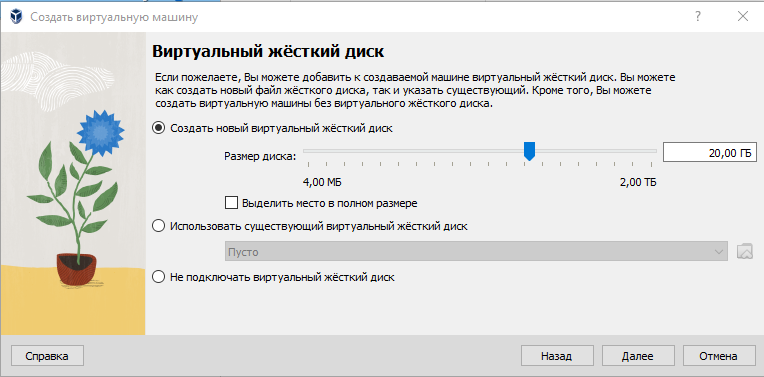 Создать виртуальную машину
Виртуальный жёсткий диск
Если пожелаете, Вы можете добавить к создаваемой машине виртуальный жёсткий диск. Вы можете
как создать новый файл жёсткого диска, так и указать существующий. Кроме того, Вы можете
создать виртуальную машины без виртуального жёсткого диска.
Создать новый виртуальный жёсткий диск
Размер диска:
20,00 ГБ
4,00 МБ
2,00 ТБ
Выделить место в полном размере
Использовать существующий виртуальный жёсткий диск
Пусто
Не подключать виртуальный жёсткий диск
Справка
Назад
Далее
Отмена